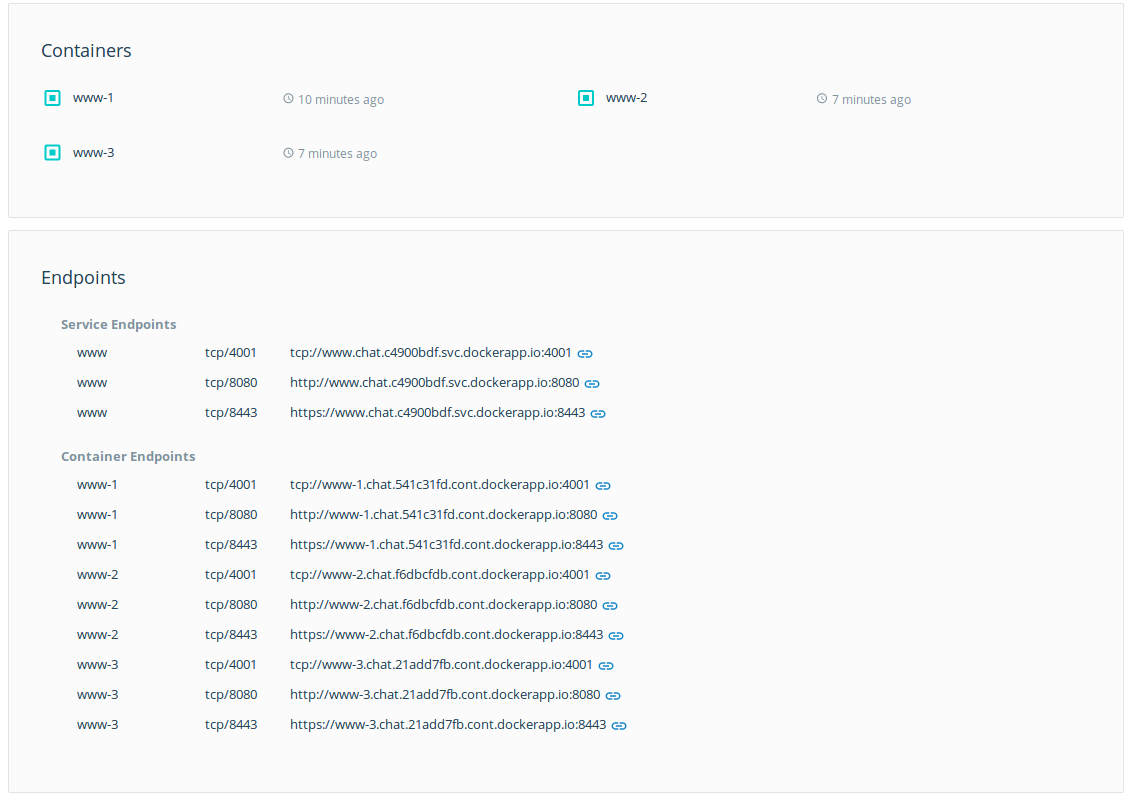 Containers
www-1 10 minutes ago www-2 7 minutes ago
www-3 7 minutes ago
Endpoints
Service Endpoints
www tcp/4001 tcp://www.chat.c4900bdf.svc.dockerapp.io:4001
www tcp/8080 http://www.chat.c4900bdf.svc.dockerapp.io:8080
www tcp/8443 https://www.chat.c4900bdf.svc.dockerapp.io:8443
Container Endpoints
www-1 tcp/4001 tcp://www-1.chat.541c31fd.cont.dockerapp.io:4001
www-1 tcp/8080 http://www-1.chat.541c31fd.cont.dockerapp.io:8080
www-1 tcp/8443 https://www-1.chat.541c31fd.cont.dockerapp.io:8443
www-2 tcp/4001 tcp://www-2.chat.f6dbcfdb.cont.dockerapp.io:4001
www-2 tcp/8080 http://www-2.chat.f6dbcfdb.cont.dockerapp.io:8080
www-2 tcp/8443 https://www-2.chat.f6dbcfdb.cont.dockerapp.io:8443
www-3 tcp/4001 tcp://www-3.chat.21add7fb.cont.dockerapp.io:4001
www-3 tcp/8080 http://www-3.chat.21add7fb.cont.dockerapp.io:8080
www-3 tcp/8443 https://www-3.chat.21add7fb.cont.dockerapp.io:8443